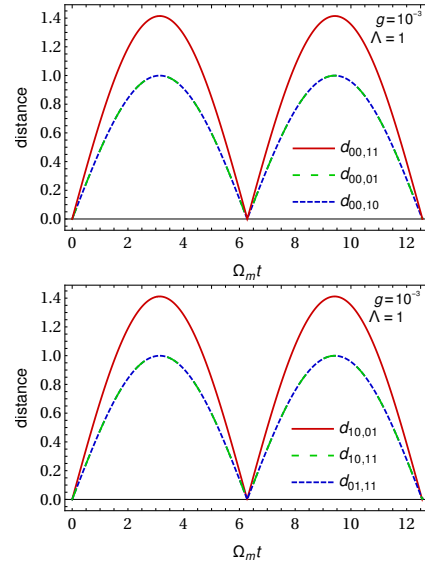 g=10⁻³
Λ=1
1.4
1.2
1.0
0.8
0.6
0.4
0.2
0.0
distance
d00,11
d00,01
d00,10
0 2 4 6 8 10 12
Ωmt
g=10⁻³
Λ=1
1.4
1.2
1.0
0.8
0.6
0.4
0.2
0.0
distance
d10,01
d10,11
d01,11
0 2 4 6 8 10 12
Ωmt